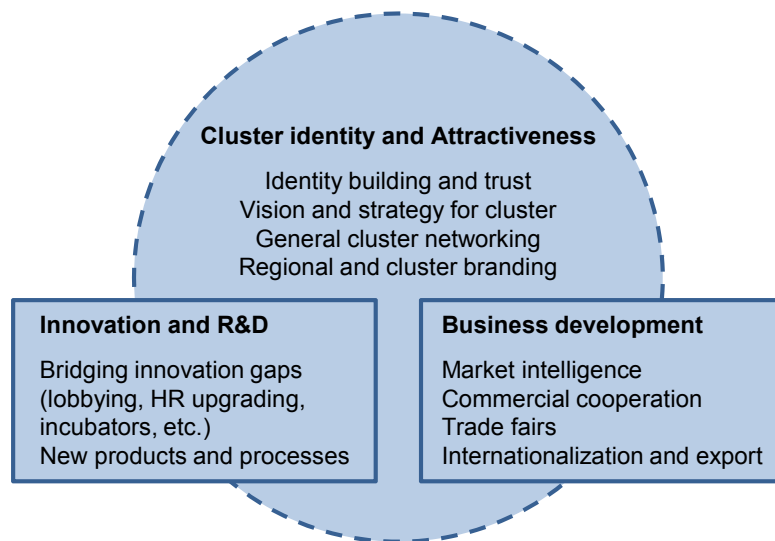 Cluster identity and Attractiveness
Identity building and trust
Vision and strategy for cluster
General cluster networking
Regional and cluster branding
Innovation and R&D
Bridging innovation gaps
(lobbying, HR upgrading,
incubators, etc.)
New products and processes
Business development
Market intelligence
Commercial cooperation
Trade fairs
Internationalization and export